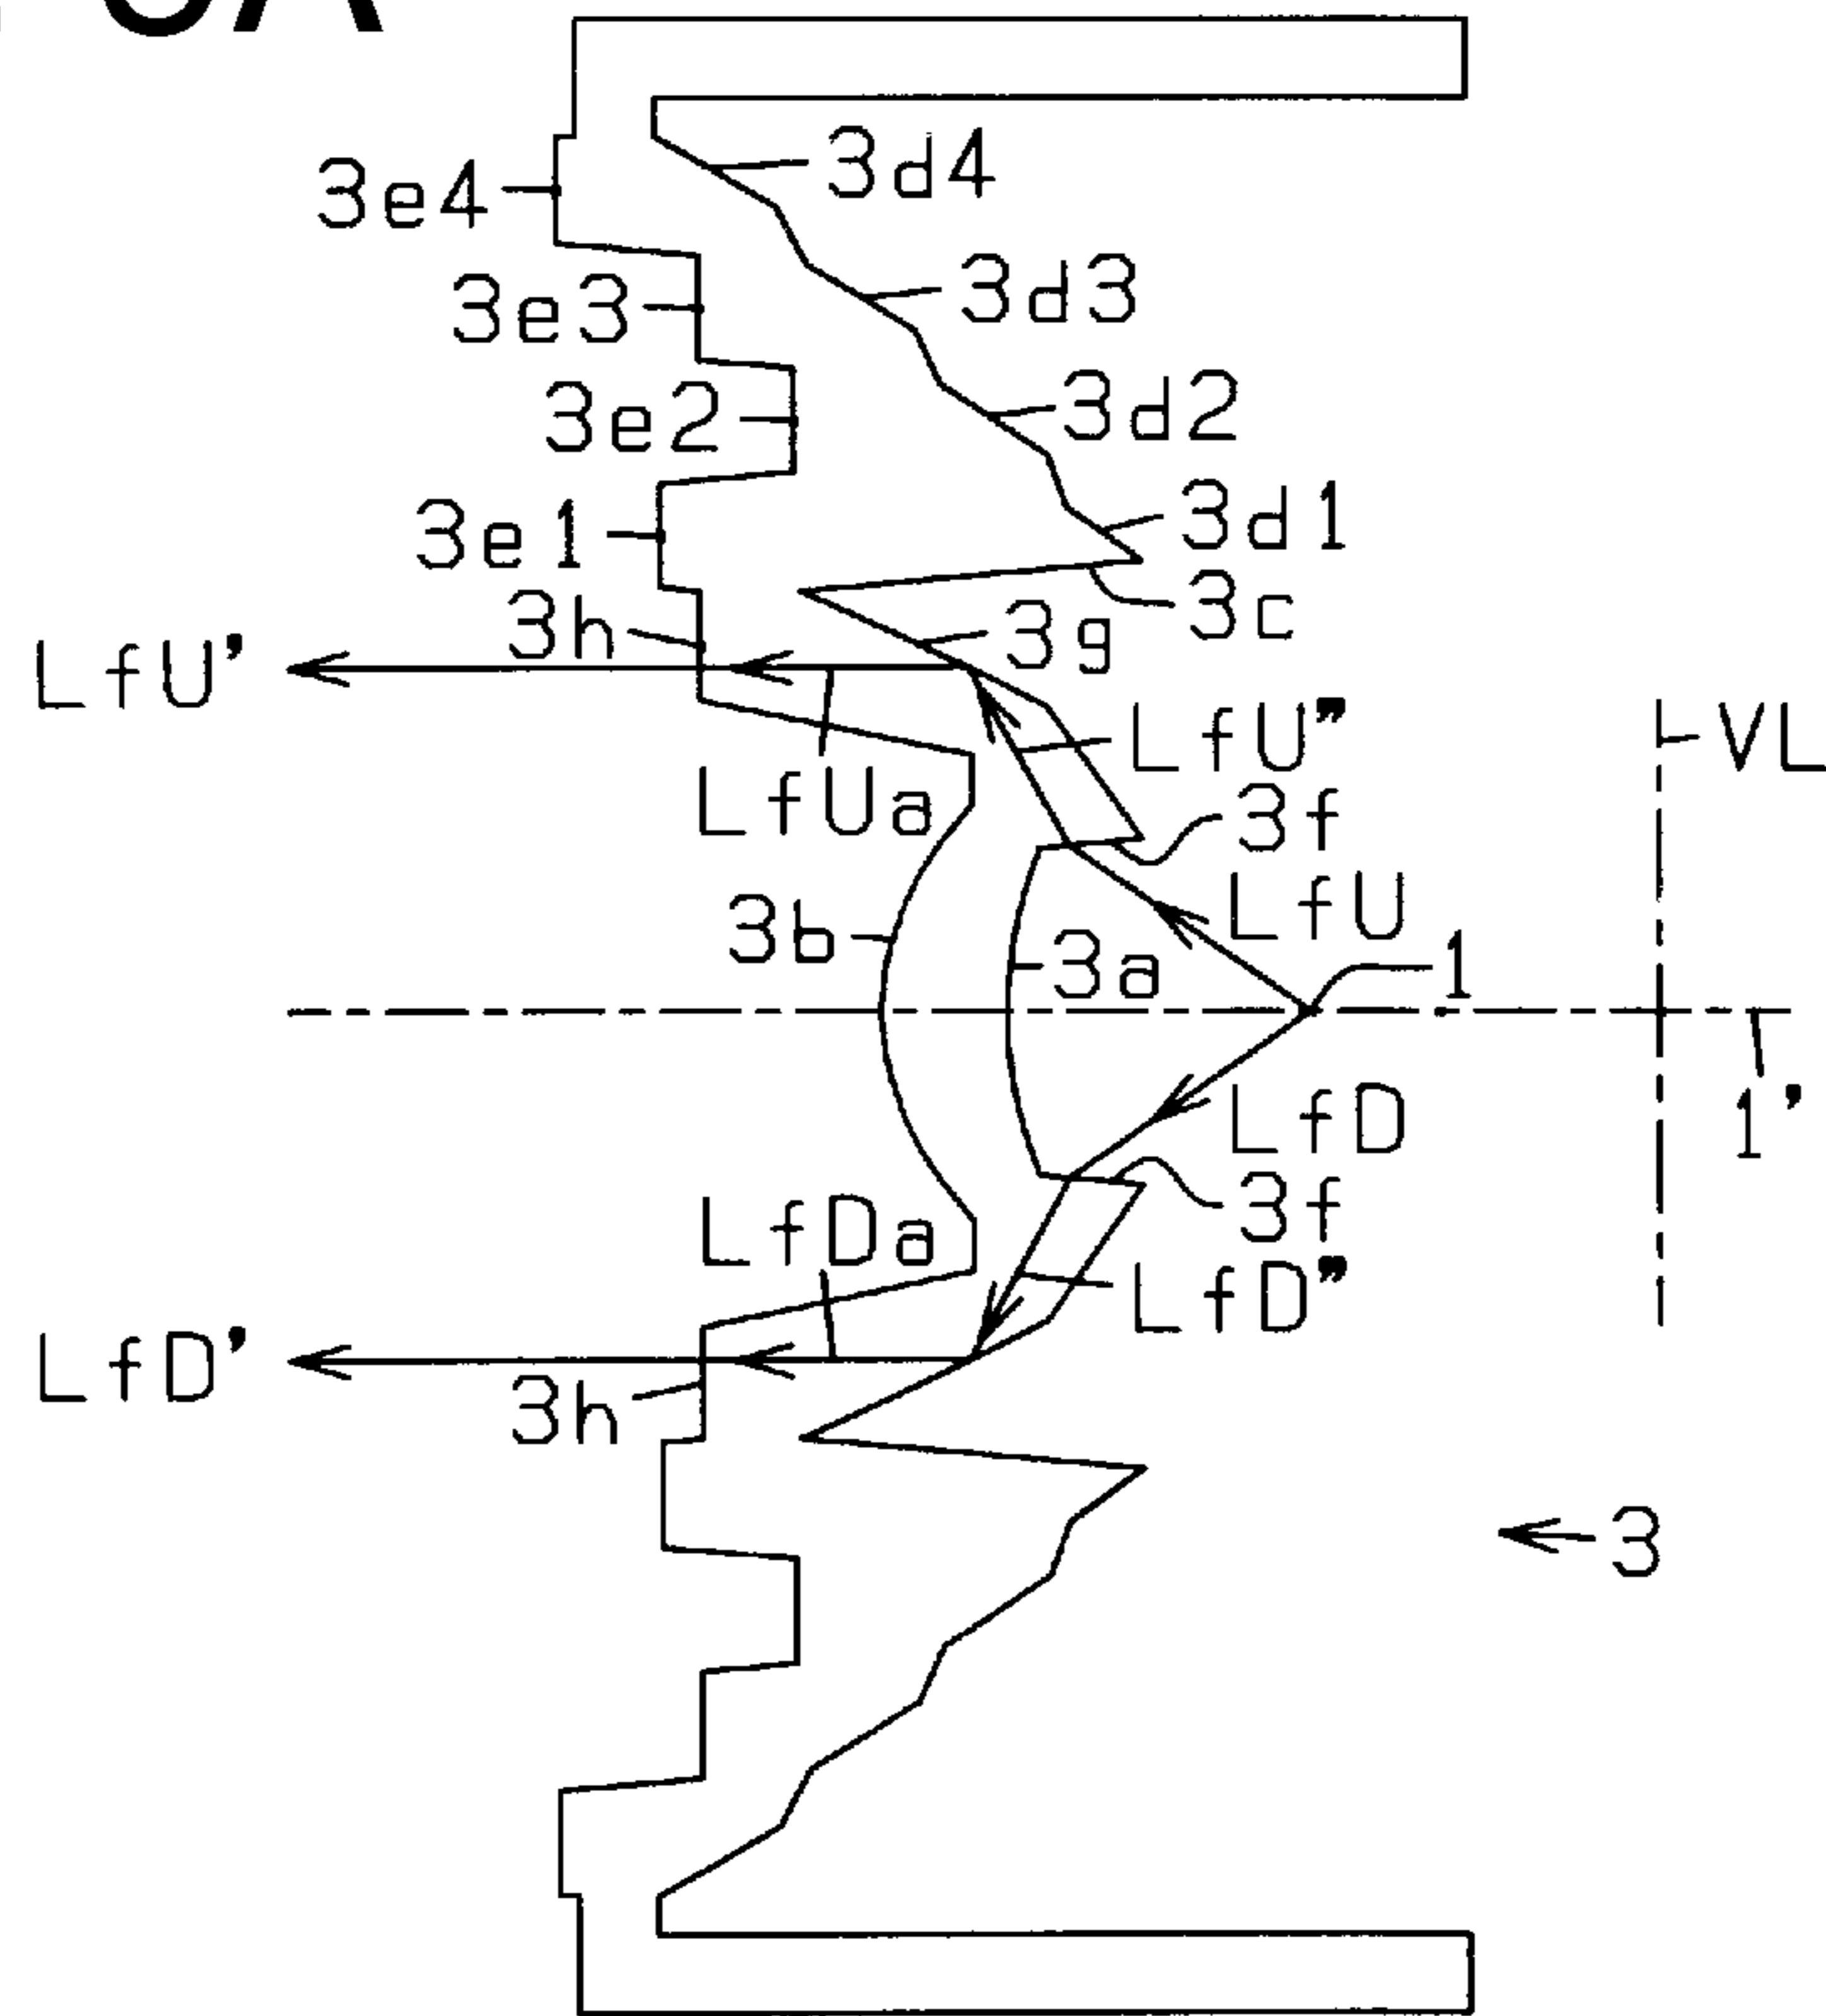 3d4
3e4
3d3
3e3
3d2
3e2
3d1
3e1
3c
3h
3g
LfU'
LfU"
VL
LfUa
3f
LfU
3b
3a
1
LfD
1'
3f
LfDa
LfD"
LfD'
3h
3